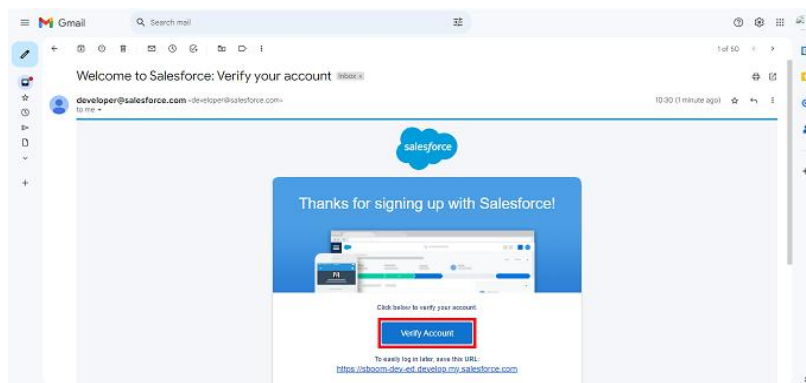 Gmail
Search mail
1 of 50
Welcome to Salesforce: Verify your account Inbox x
developer@salesforce.com <developer@salesforce.com>
10:30 (1 minute ago)
to me
salesforce
Thanks for signing up with Salesforce!
Click below to verify your account.
Verify Account
To easily log in later, save this URL:
https://sboom-dev-ed.develop.my.salesforce.com